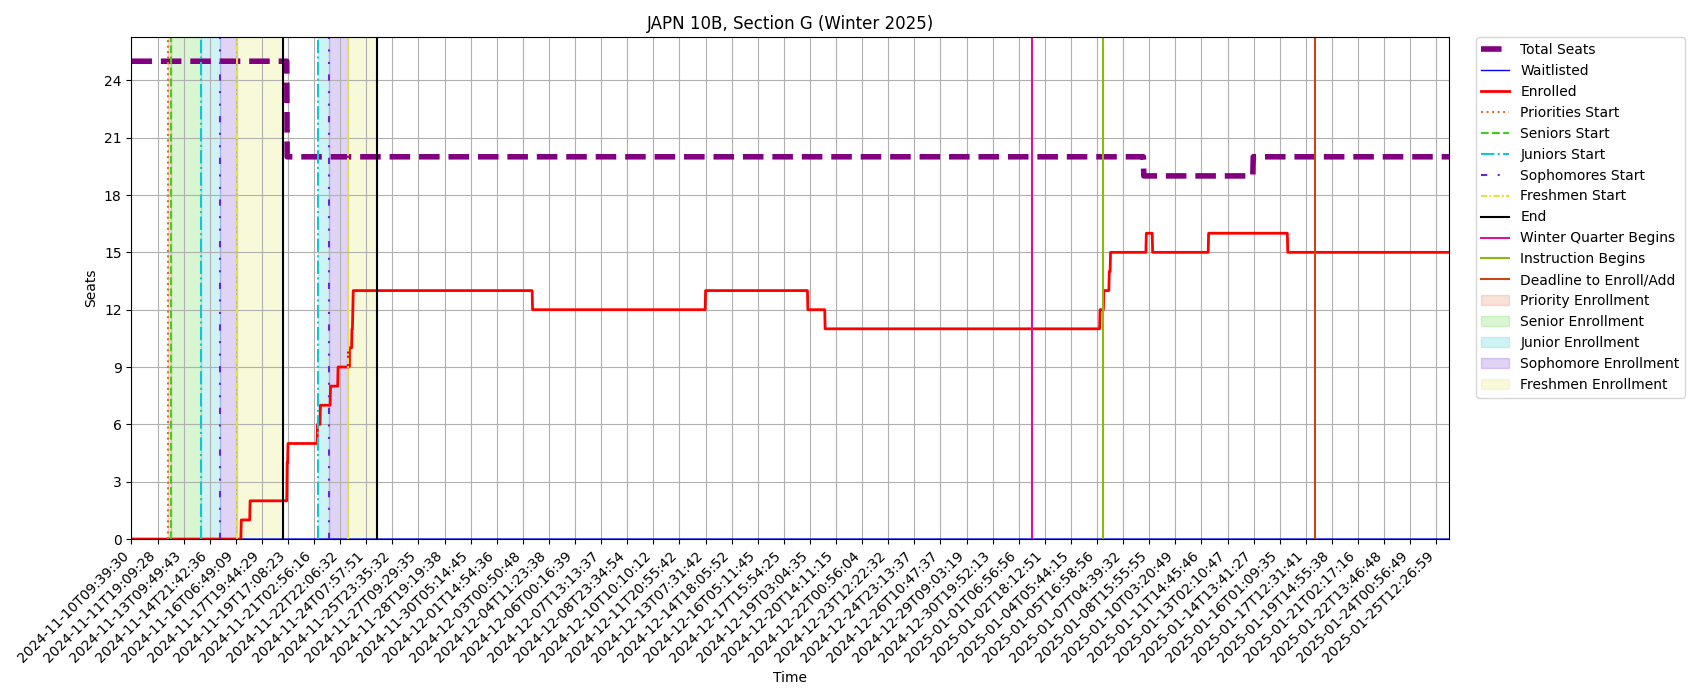 JAPN 10B, Section G (Winter 2025)
Total Seats
Waitlisted
Enrolled
Priorities Start
Seniors Start
Juniors Start
Sophomores Start
Freshmen Start
End
Winter Quarter Begins
Instruction Begins
Deadline to Enroll/Add
Priority Enrollment
Senior Enrollment
Junior Enrollment
Sophomore Enrollment
Freshmen Enrollment
Seats
24
21
18
15
12
9
6
3
0
2024-11-10T09:39:30
2024-11-11T19:09:28
2024-11-13T09:49:43
2024-11-14T21:42:36
2024-11-16T06:49:09
2024-11-17T19:44:29
2024-11-19T17:08:23
2024-11-21T02:56:16
2024-11-22T22:06:32
2024-11-24T07:57:51
2024-11-25T23:35:32
2024-11-27T09:29:35
2024-11-28T19:19:38
2024-11-30T05:14:45
2024-12-01T14:54:36
2024-12-03T00:50:48
2024-12-04T11:23:38
2024-12-06T00:16:39
2024-12-07T13:13:37
2024-12-08T23:34:54
2024-12-10T10:10:12
2024-12-11T20:55:42
2024-12-13T07:31:42
2024-12-14T18:05:52
2024-12-16T05:11:45
2024-12-17T15:54:25
2024-12-19T03:04:35
2024-12-20T14:11:15
2024-12-22T00:56:04
2024-12-23T12:22:32
2024-12-24T23:13:37
2024-12-26T10:47:37
2024-12-29T09:03:19
2024-12-30T19:52:13
2025-01-01T06:56:56
2025-01-02T18:12:51
2025-01-04T05:44:15
2025-01-05T16:58:56
2025-01-07T04:39:32
2025-01-08T15:55:55
2025-01-10T03:20:49
2025-01-11T14:45:46
2025-01-13T02:10:47
2025-01-14T13:41:27
2025-01-16T01:09:35
2025-01-17T12:31:41
2025-01-19T14:55:38
2025-01-21T02:17:16
2025-01-22T13:46:48
2025-01-24T00:56:49
2025-01-25T12:26:59
Time